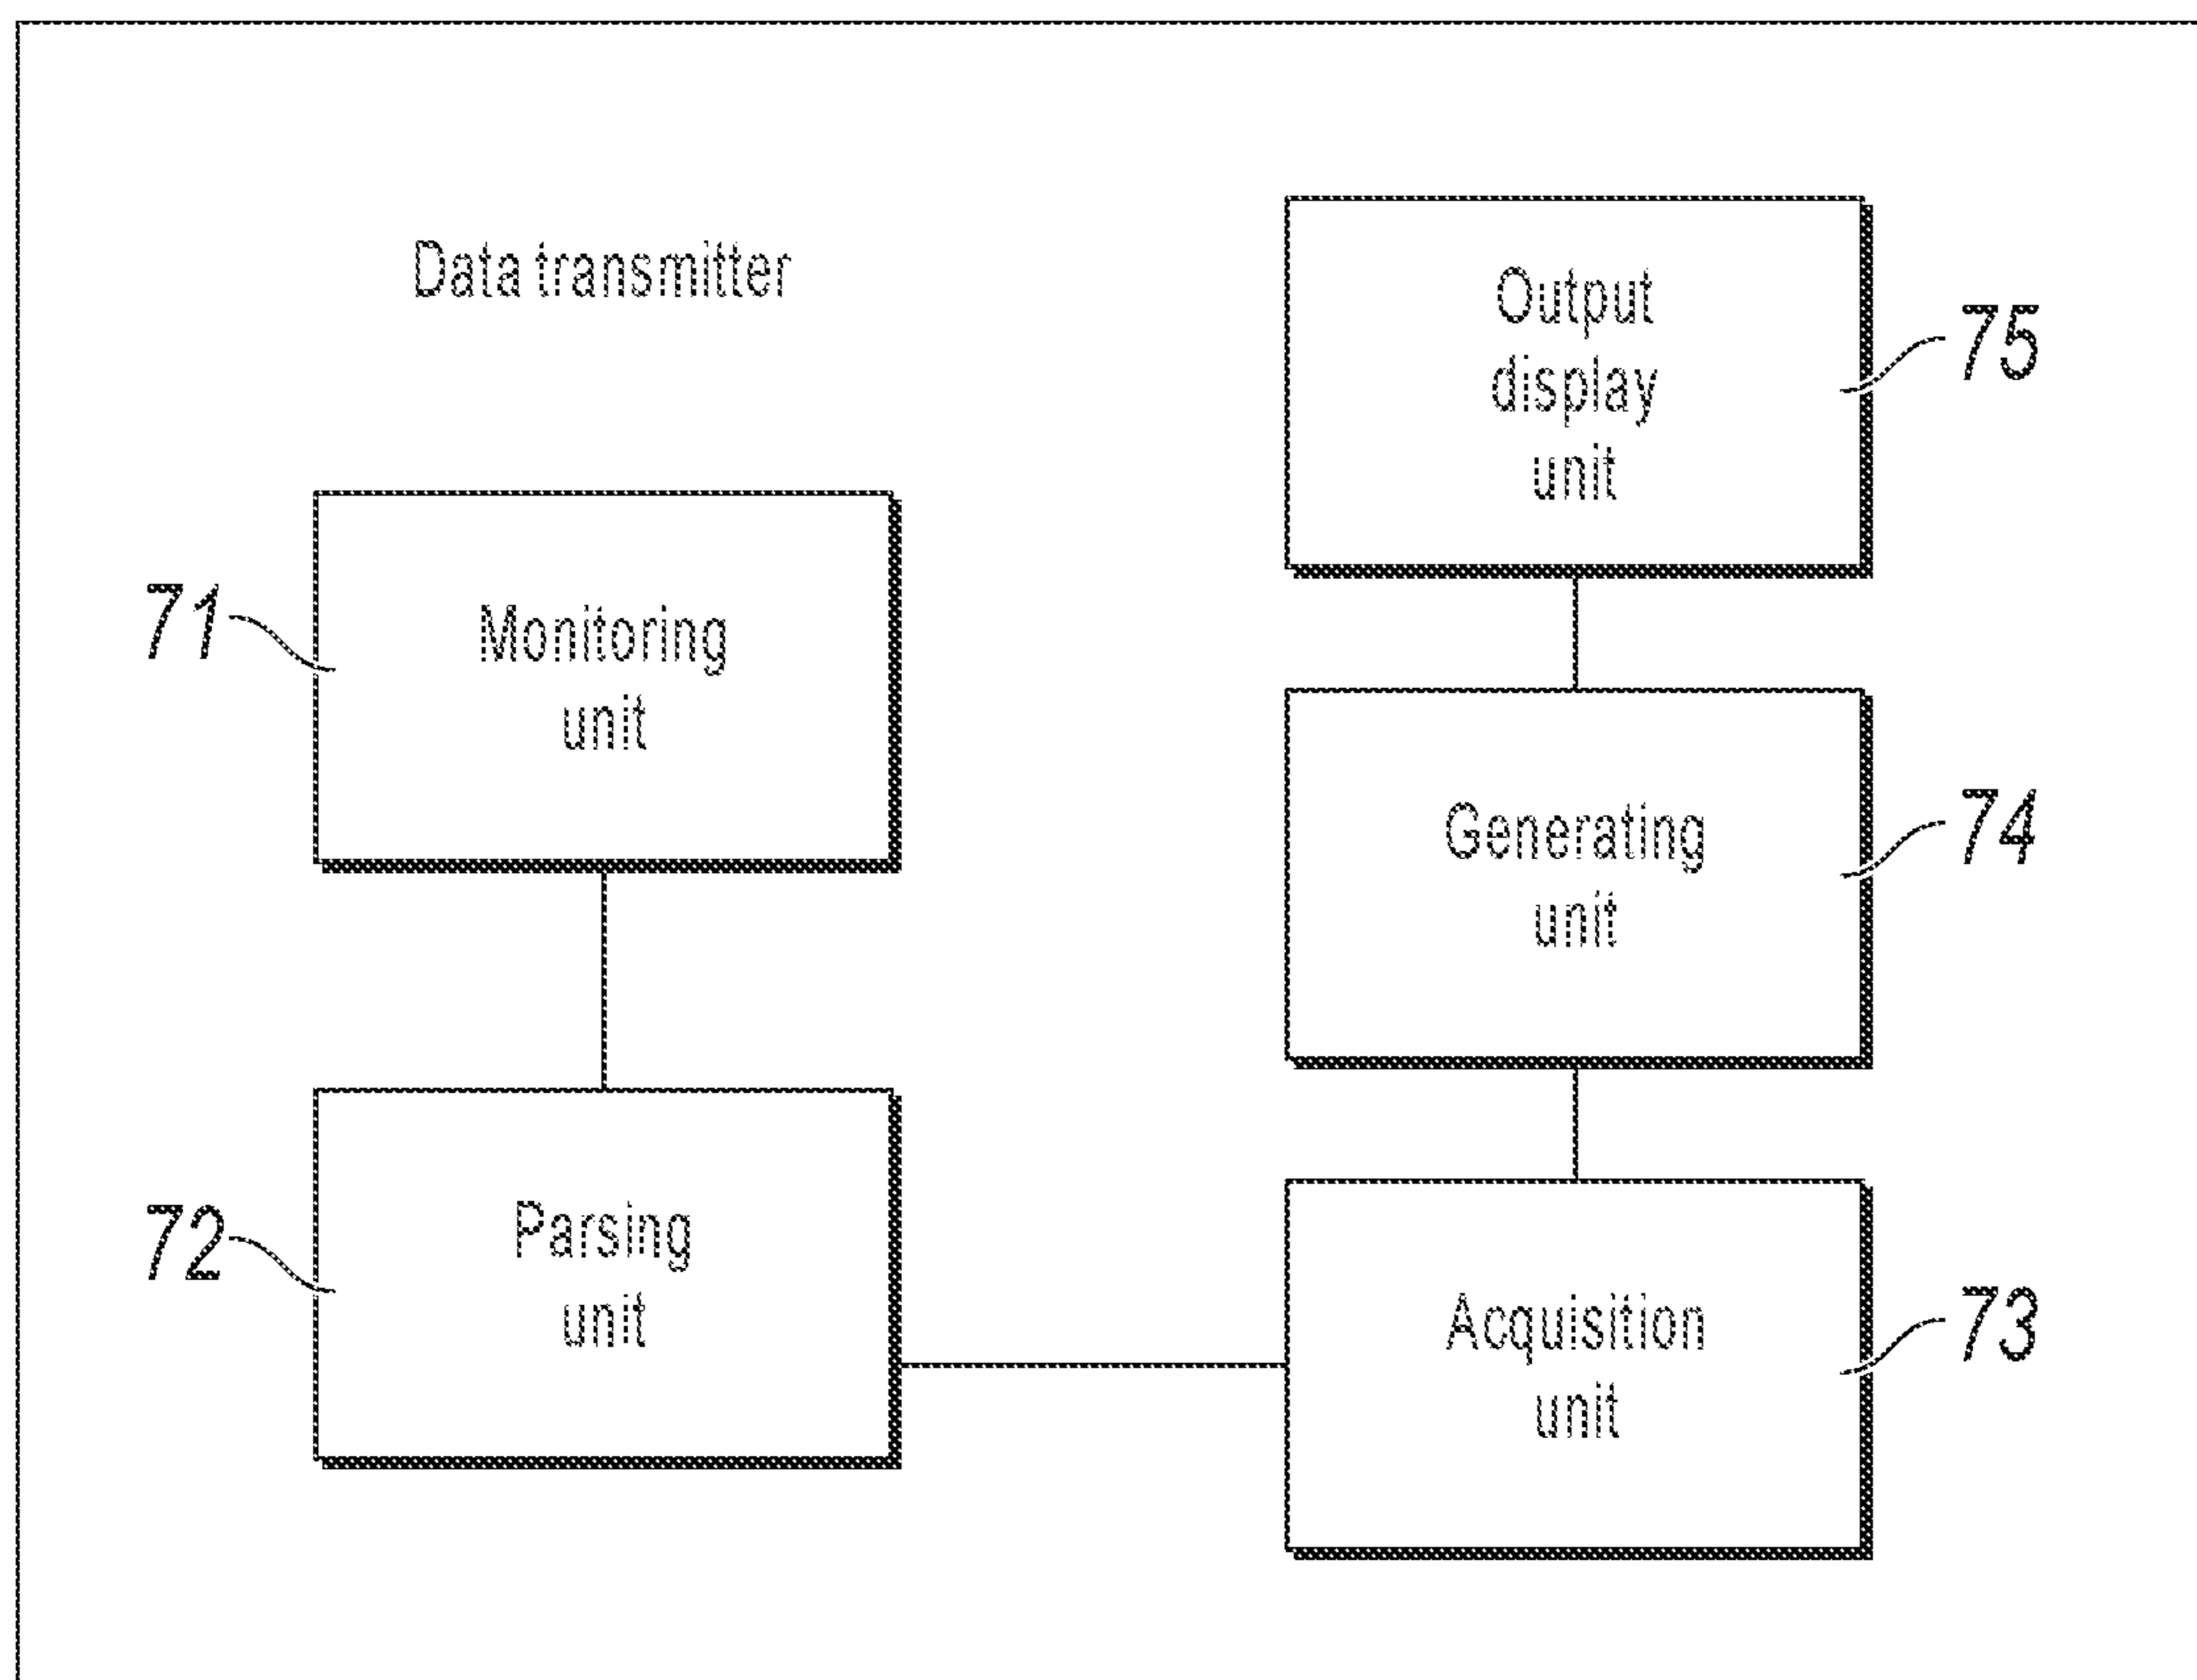 Data transmitter
71
Monitoring
unit
72
Parsing
unit
Output
display
unit
75
Generating
unit
74
Acquisition
unit
73